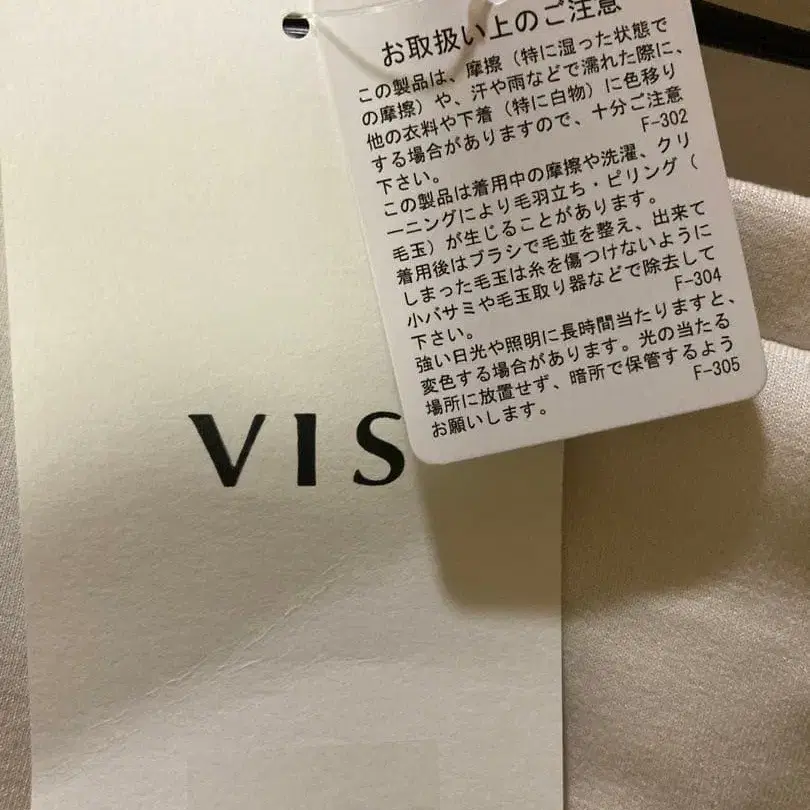 お取扱い上のご注意
この製品は、摩擦（特に湿った状態で
の摩擦）や、汗や雨などで濡れた際に、
他の衣料や下着（特に白物）に色移り
する場合がありますので、十分ご注意
下さい。 F-302
この製品は着用中の摩擦や洗濯、クリ
ーニングにより毛羽立ち・ピリング（
毛玉）が生じることがあります。
着用後はブラシで毛並を整え、出来て
しまった毛玉は糸を傷つけないように
小バサミや毛玉取り器などで除去して
下さい。 F-304
強い日光や照明に長時間当たりますと、
変色する場合があります。光の当たる
場所に放置せず、暗所で保管するよう
お願いします。 F-305
VIS